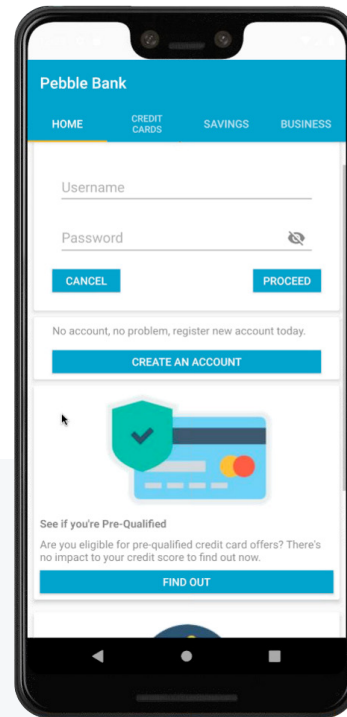 Pebble Bank
HOME
CREDIT
CARDS
SAVINGS
BUSINESS
Username
Password
CANCEL
PROCEED
No account, no problem, register new account today.
CREATE AN ACCOUNT
See if you're Pre-Qualified
Are you eligible for pre-qualified credit card offers? There's
no impact to your credit score to find out now.
FIND OUT